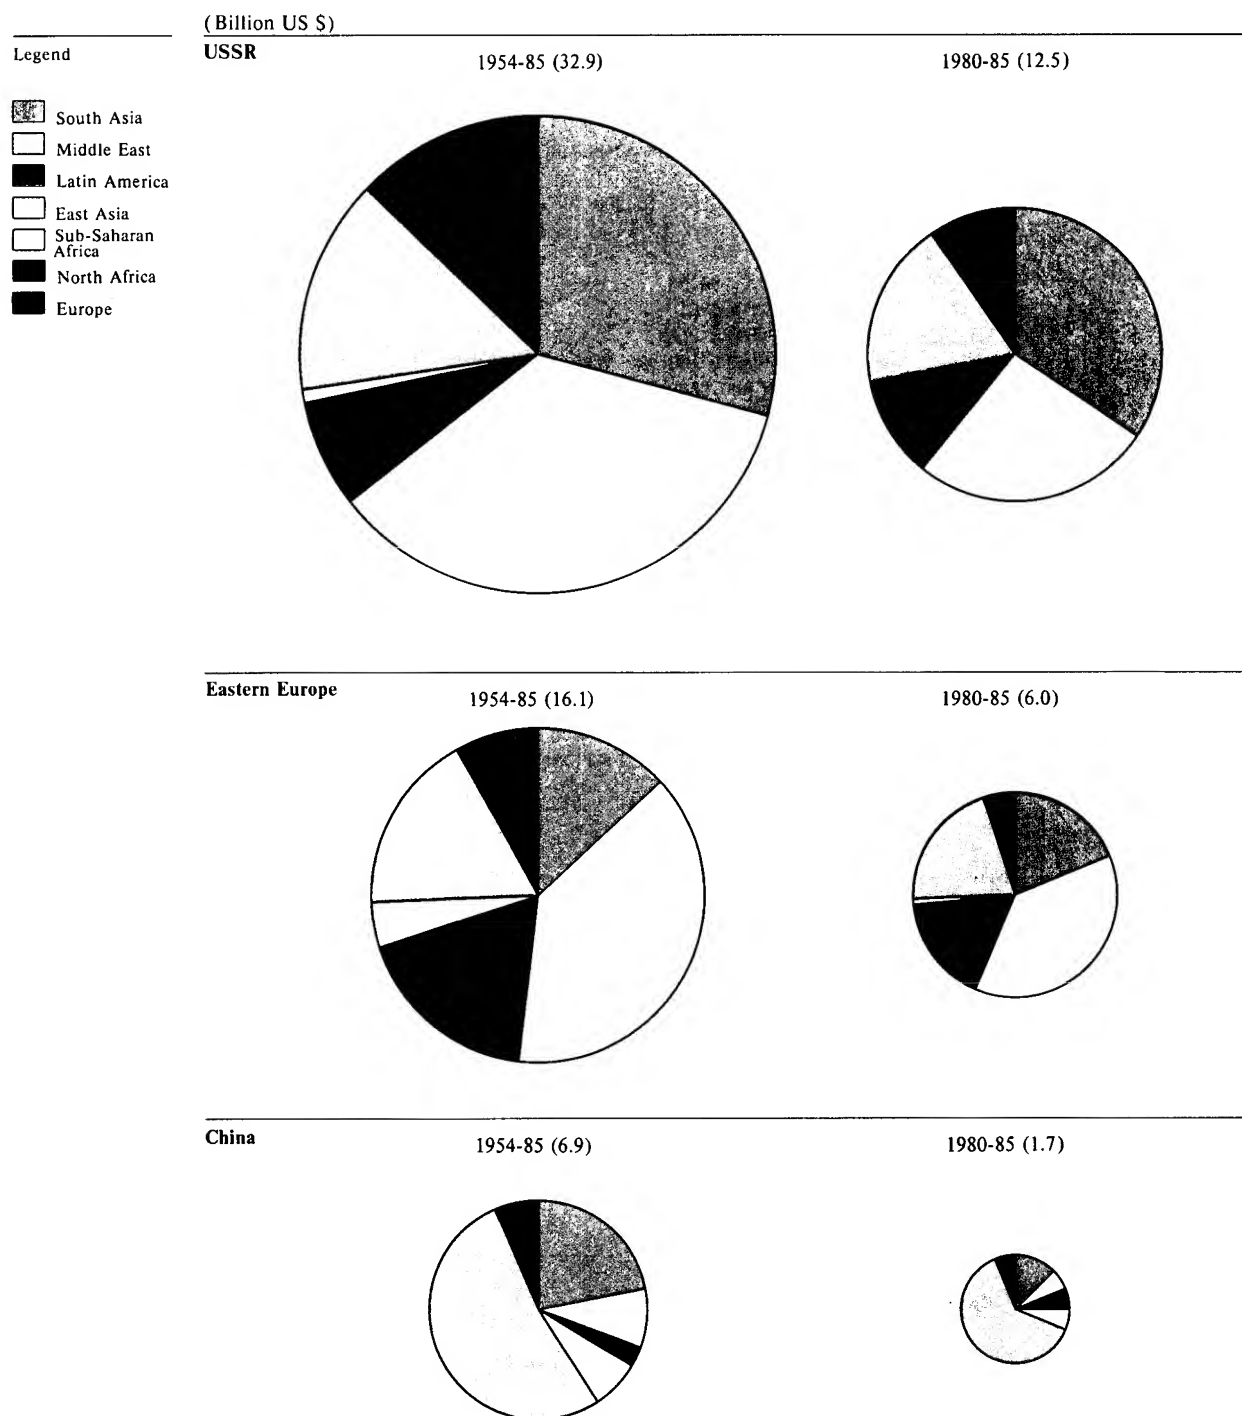 (Billion US $)
Legend
South Asia
Middle East
Latin America
East Asia
Sub-Saharan
Africa
North Africa
Europe
USSR
1954-85 (32.9)
1980-85 (12.5)
Eastern Europe
1954-85 (16.1)
1980-85 (6.0)
China
1954-85 (6.9)
1980-85 (1.7)